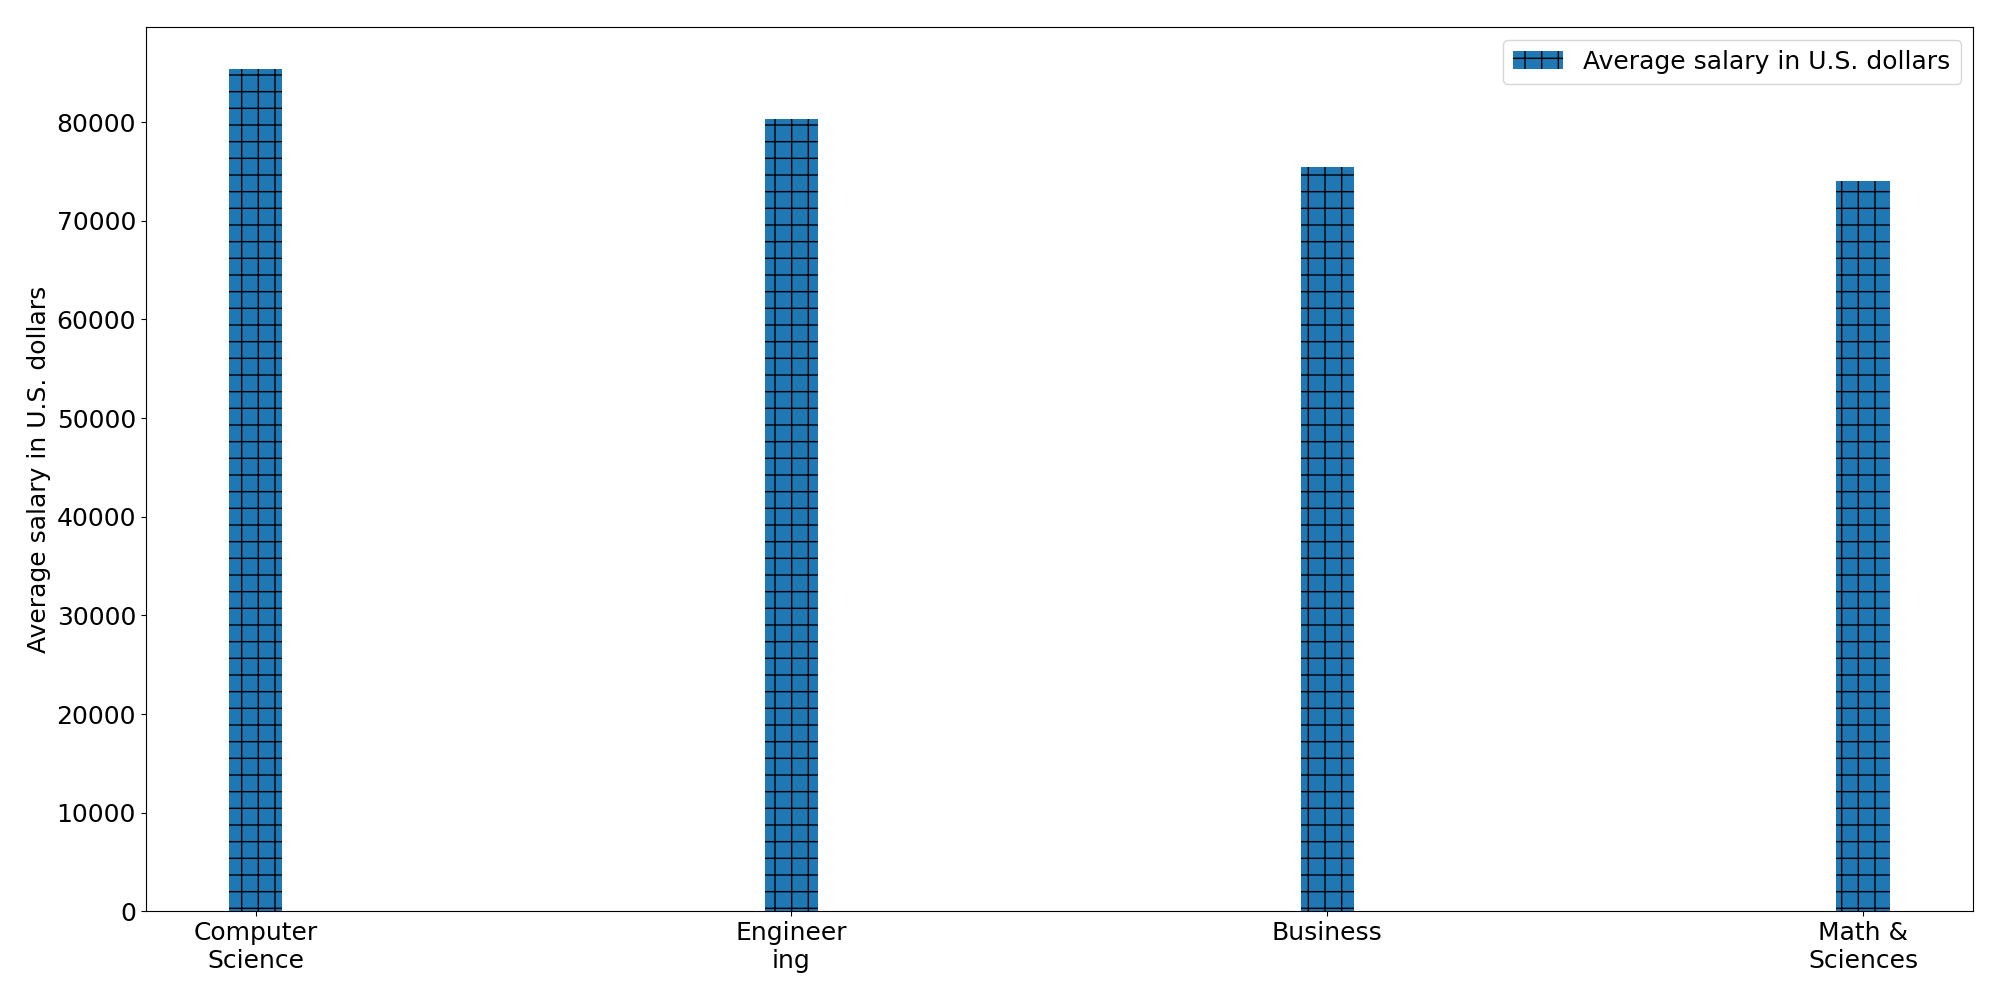 Average salary in U.S. dollars
80000
70000
60000
50000
40000
30000
20000
10000
0
Average salary in U.S. dollars
Computer
Science
Engineer
ing
Business
Math &
Sciences